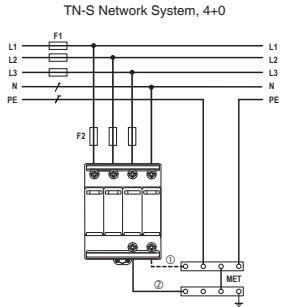 TN-S Network System, 4+0
F1
L1 L1
L2 L2
L3 L3
N N
PE PE
F2
①
MET
②